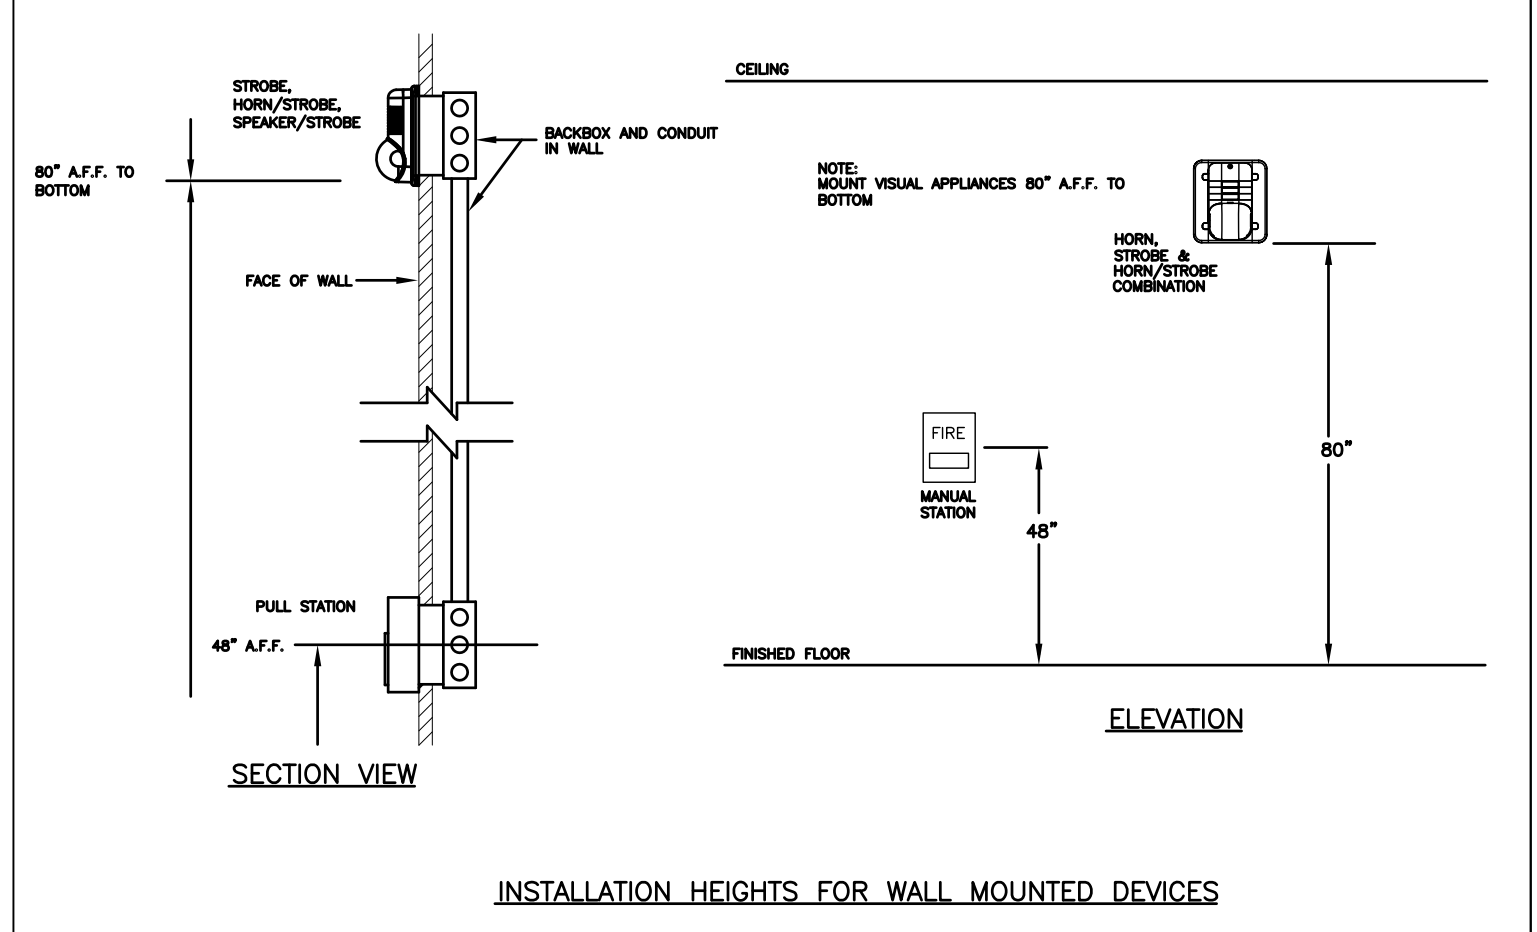 STROBE,
HORN/STROBE,
SPEAKER/STROBE
80" A.F.F. TO
BOTTOM
BACKBOX AND CONDUIT
IN WALL
FACE OF WALL
PULL STATION
48" A.F.F.
SECTION VIEW
CEILING
NOTE:
MOUNT VISUAL APPLIANCES 80" A.F.F. TO
BOTTOM
HORN,
STROBE &
HORN/STROBE
COMBINATION
FIRE
MANUAL
STATION
48"
80"
FINISHED FLOOR
ELEVATION
INSTALLATION HEIGHTS FOR WALL MOUNTED DEVICES